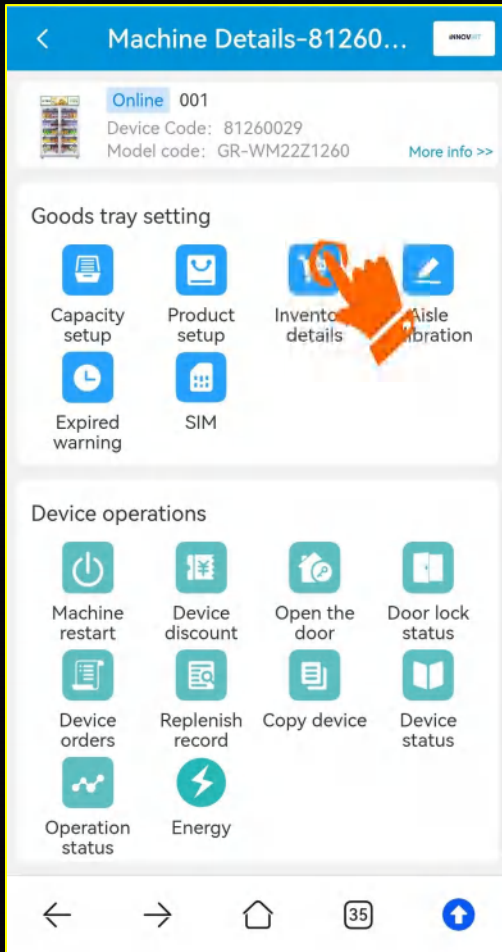 Machine Details-81260...
INNOVAT
Online 001
Device Code: 81260029
Model code: GR-WM22Z1260
More info >>
Goods tray setting
Capacity setup
Product setup
details
Aisle
Expired warning
SIM
Device operations
Machine restart
Device discount
Open the door
Door lock status
Device orders
Replenish record
Copy device
Device status
Operation status
Energy
35